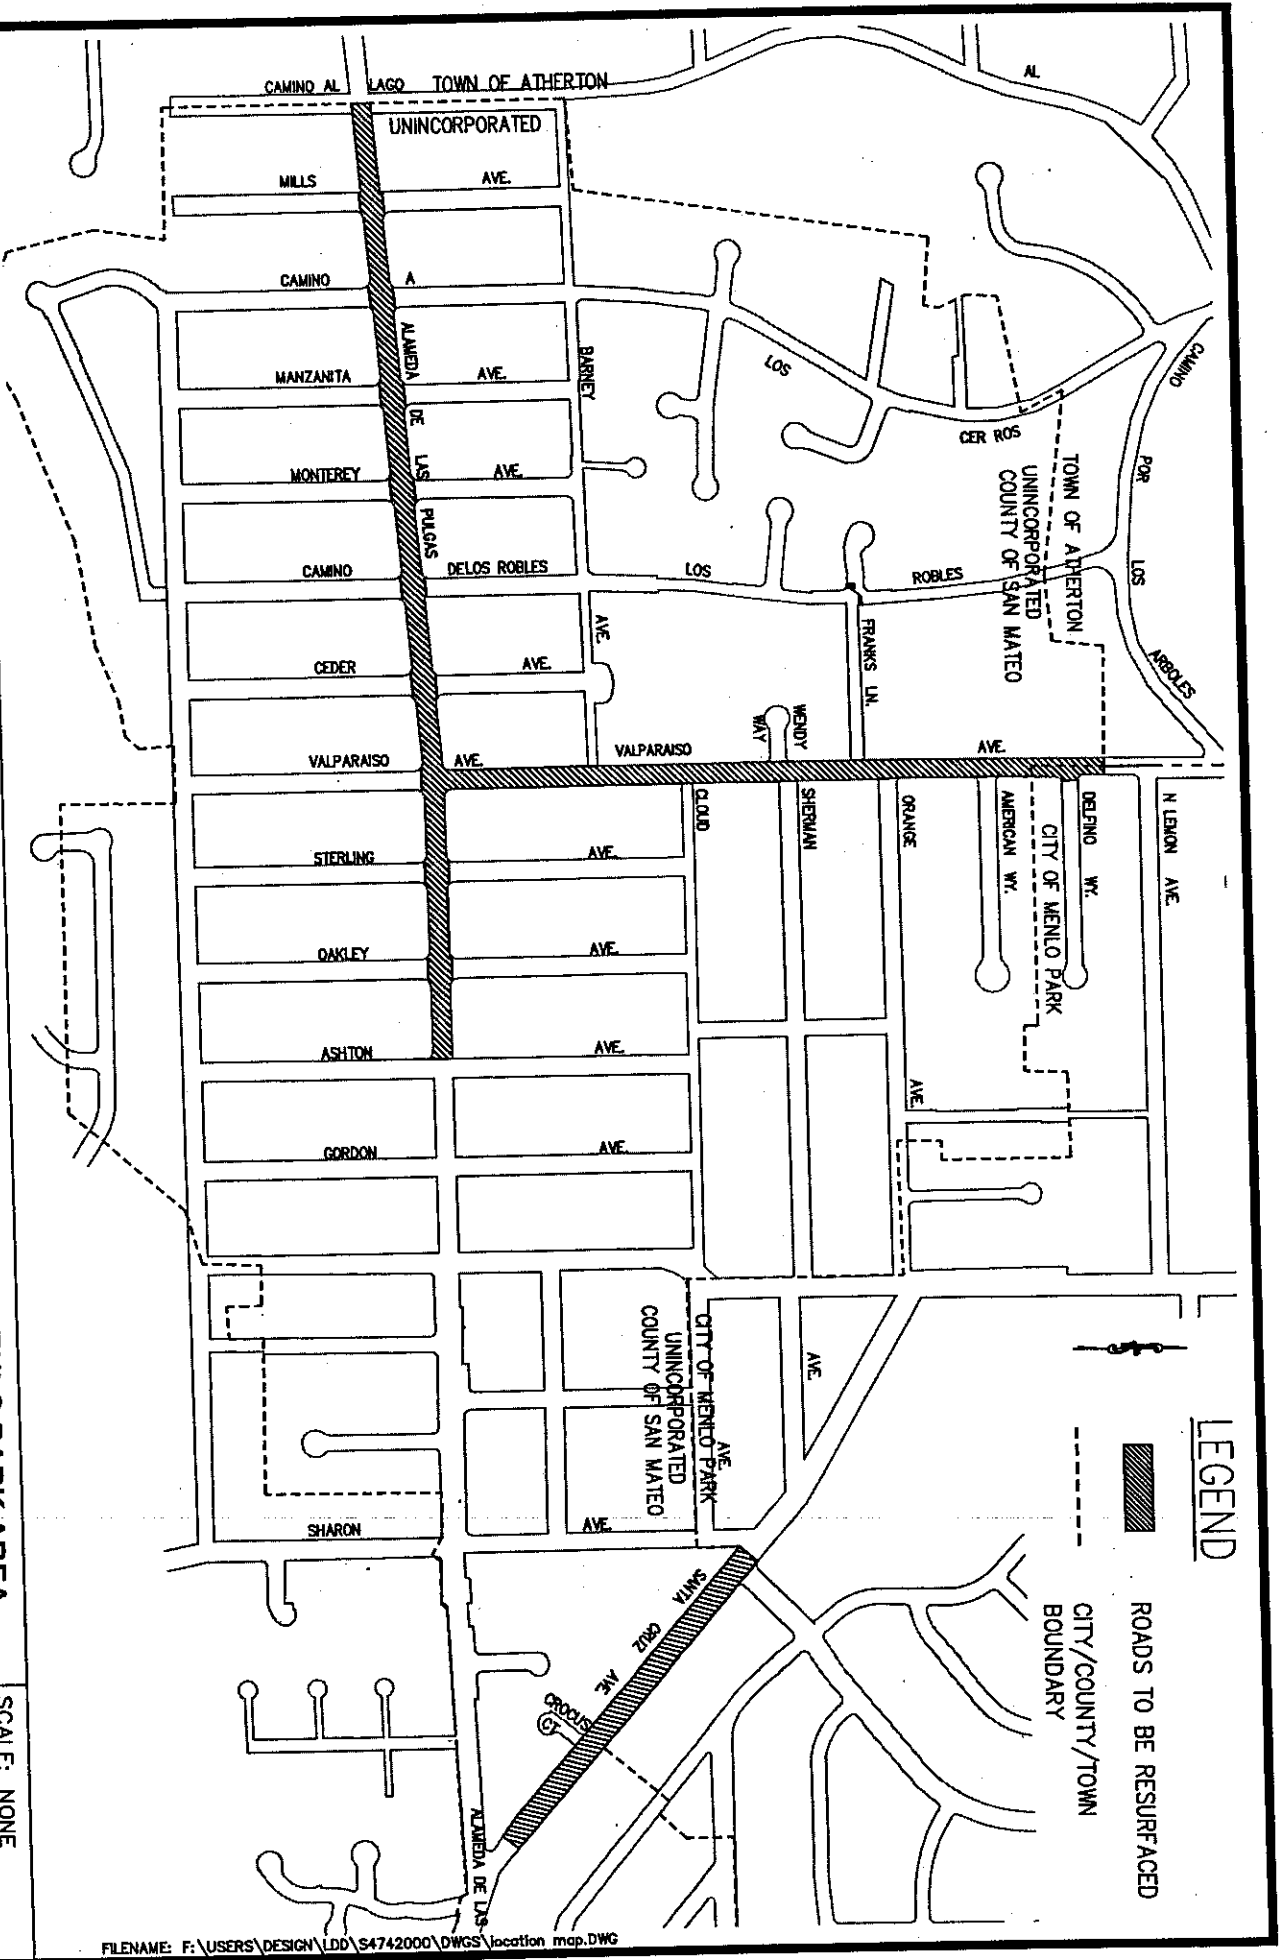 CAMINO AL LAGO
TOWN OF ATHERTON
UNINCORPORATED
AL
MILLS AVE.
CAMINO A
LOS
CER ROS
MANZANITA AVE.
BARNEY
AVE.
MONTEREY AVE.
ALAMEDA DE LAS PULGAS
CAMINO DELOS ROBLES
LOS ROBLES
CAMINO POR LOS ARBOLES
TOWN OF ATHERTON
UNINCORPORATED
COUNTY OF SAN MATEO
FRANKS LN.
CEDER AVE.
WENDY
WAY
VALPARAISO AVE.
VALPARAISO AVE.
CLOUD
SHERMAN
ORANGE
AMERICAN WY.
CITY OF MENLO PARK
DELFINO WY.
N LEMON AVE.
STERLING AVE.
OAKLEY AVE.
ASHTON AVE.
AVE.
GORDON AVE.
CITY OF MENLO PARK
UNINCORPORATED
COUNTY OF SAN MATEO
AVE.
AVE.
SHARON AVE.
SANTA CRUZ AVE.
CROCUS
CT
ALAMEDA DE LAS
LEGEND
ROADS TO BE RESURFACED
CITY/COUNTY/TOWN
BOUNDARY
PARK AREA
SCALE: NONE
FILENAME: F:\USERS\DESIGN\LDD\S4742000\DWGS\location map.DWG